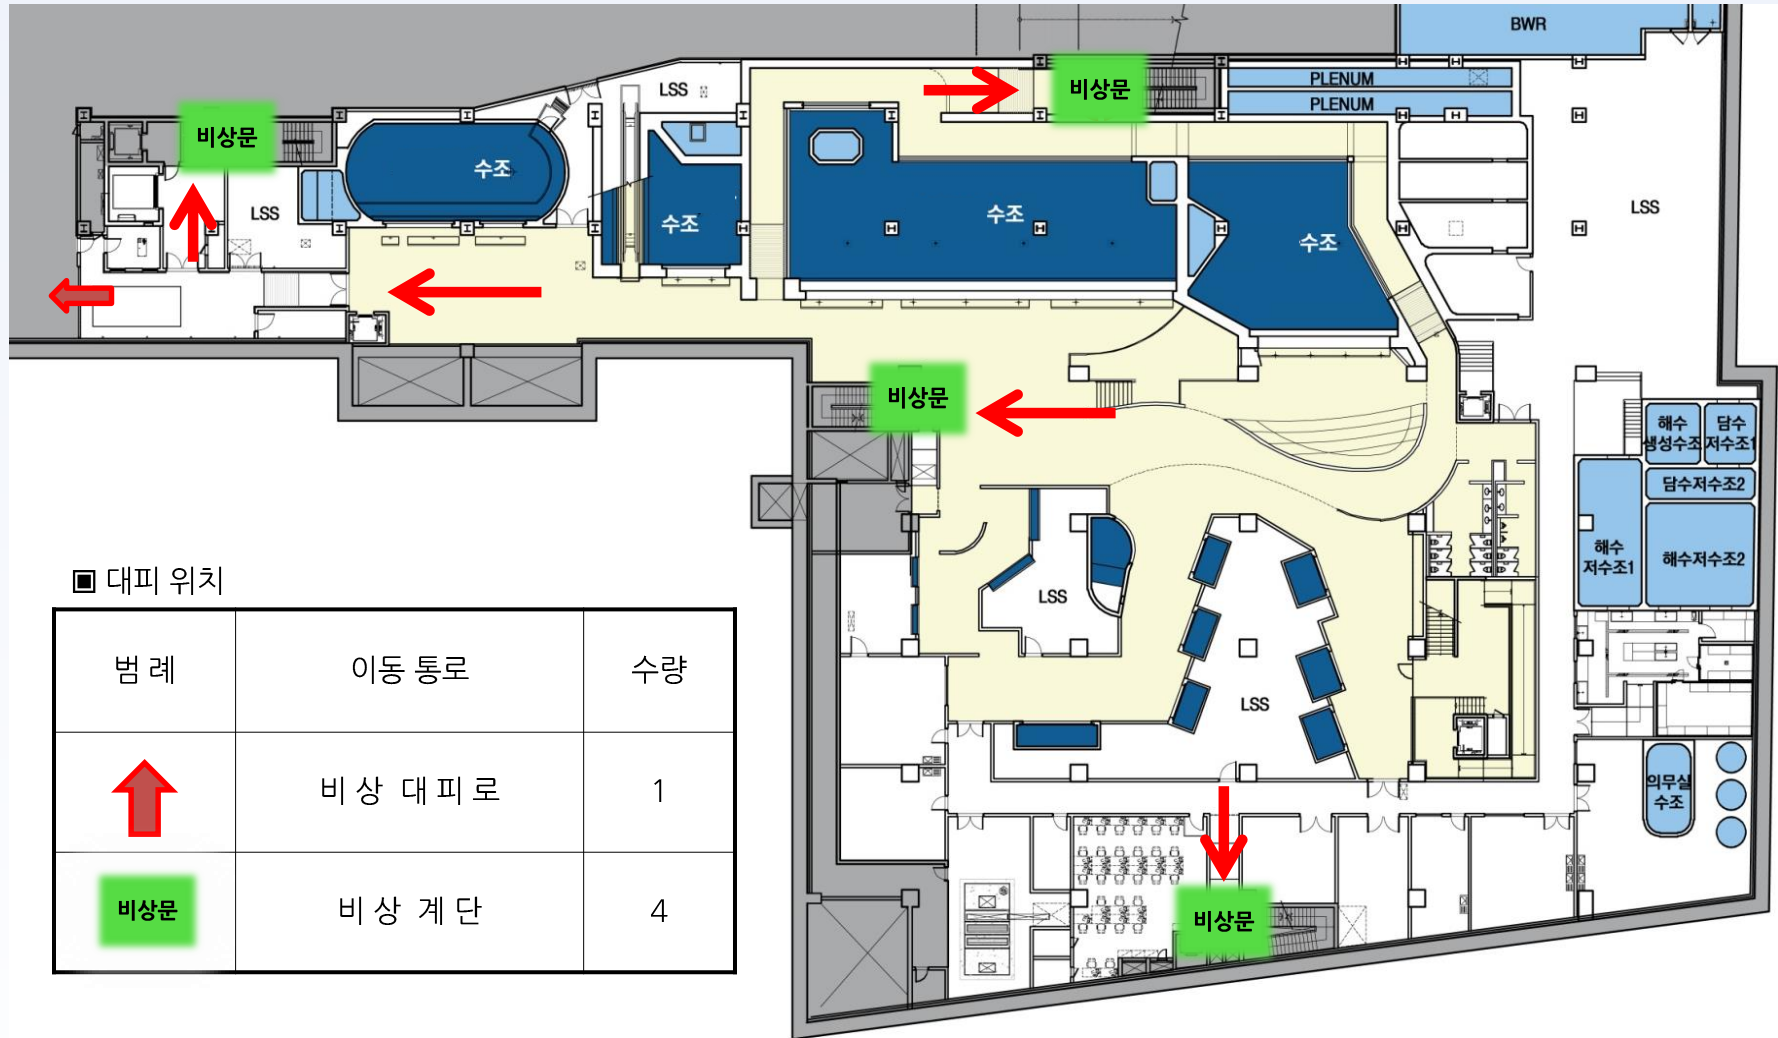 BWR
PLENUM
PLENUM
LSS
비상문
비상문
수조
LSS
수조
수조
수조
LSS
비상문
해수
생성수조
담수
저수조1
담수저수조2
해수
저수조1
해수저수조2
LSS
LSS
의무실
수조
비상문
▣ 대피 위치
범 례 이동 통로 수량
비 상 대 피 로 1
비상문 비 상 계 단 4